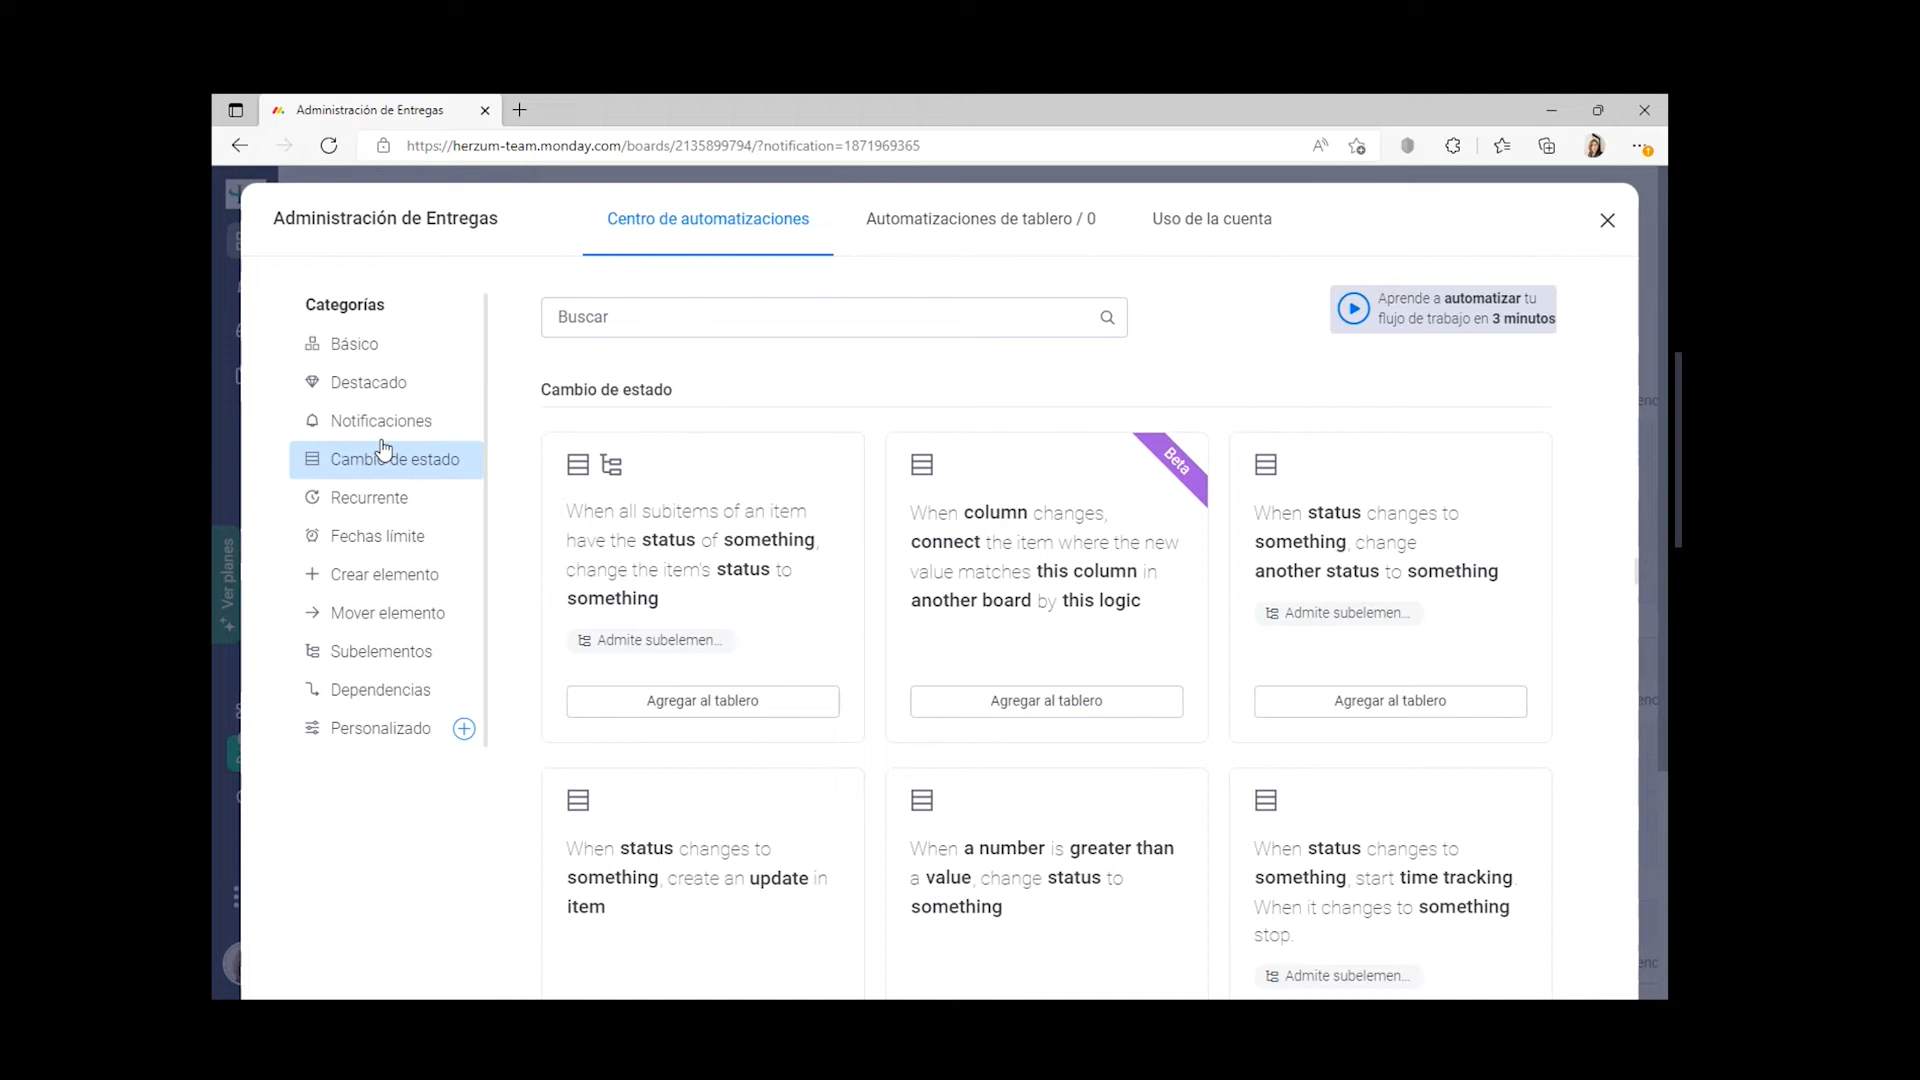 Administración de Entregas
https://herzum-team.monday.com/boards/2135899794/?notification=1871969365
Administración de Entregas
Centro de automatizaciones
Automatizaciones de tablero / 0
Uso de la cuenta
Categorías
Básico
Destacado
Notificaciones
Cambio de estado
Recurrente
Fechas límite
Crear elemento
Mover elemento
Subelementos
Dependencias
Personalizado
Ver planes
Buscar
Aprende a automatizar tu
flujo de trabajo en 3 minutos
Cambio de estado
When all subitems of an item
have the status of something,
change the item's status to
something
Admite subelemen...
Agregar al tablero
Beta
When column changes,
connect the item where the new
value matches this column in
another board by this logic
Agregar al tablero
When status changes to
something, change
another status to something
Admite subelemen...
Agregar al tablero
When status changes to
something, create an update in
item
When a number is greater than
a value, change status to
something
When status changes to
something, start time tracking.
When it changes to something
stop.
Admite subelemen...